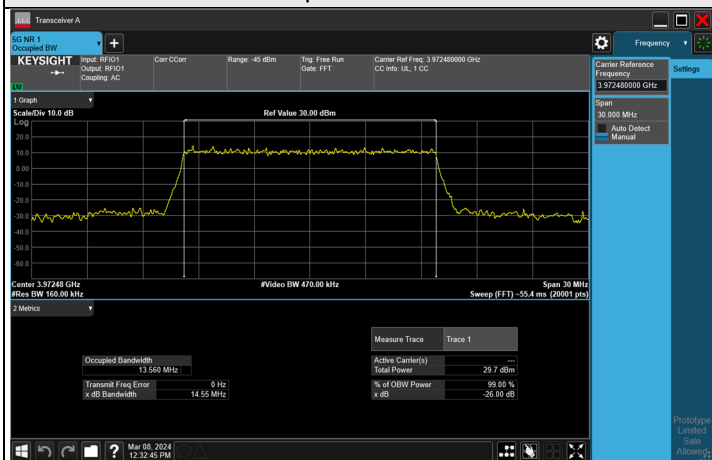 Transceiver A
5G NR 1
Occupied BW
Frequency
KEYSIGHT
Input: RFIO1
Output: RFIO1
Coupling: AC
Corr CCorr
Range: -45 dBm
Trig: Free Run
Gate: FFT
Carrier Ref Freq: 3.972480000 GHz
CC Info: UL, 1 CC
LU
Carrier Reference
Frequency
3.972480000 GHz
Settings
Span
30.000 MHz
Auto Detect
Manual
1 Graph
Scale/Div 10.0 dB
Ref Value 30.00 dBm
Log
20.0
10.0
0.00
-10.0
-20.0
-30.0
-40.0
-50.0
-60.0
Center 3.97248 GHz
#Video BW 470.00 kHz
Span 30 MHz
#Res BW 160.00 kHz
Sweep (FFT) ~55.4 ms (20001 pts)
2 Metrics
Measure Trace
Trace 1
Occupied Bandwidth
13.560 MHz
Active Carrier(s)
---
Total Power
29.7 dBm
Transmit Freq Error
0 Hz
% of OBW Power
99.00 %
x dB Bandwidth
14.55 MHz
x dB
-26.00 dB
Mar 08, 2024
12:32:45 PM
Prototype
Limited
Sale
Allowed